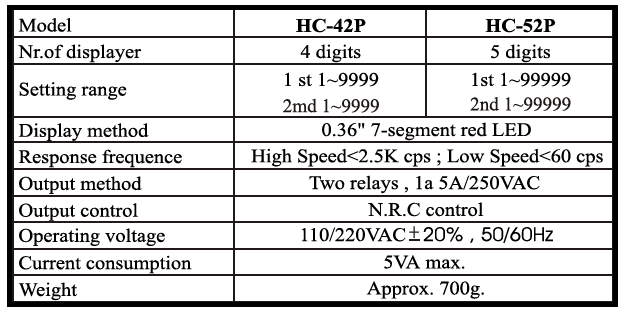 Model HC-42P HC-52P
Nr.of displayer 4 digits 5 digits
Setting range 1 st 1~9999 1st 1~99999
2md 1~9999 2nd 1~99999
Display method 0.36" 7-segment red LED
Response frequence High Speed<2.5K cps ; Low Speed<60 cps
Output method Two relays , 1a 5A/250VAC
Output control N.R.C control
Operating voltage 110/220VAC±20% , 50/60Hz
Current consumption 5VA max.
Weight Approx. 700g.